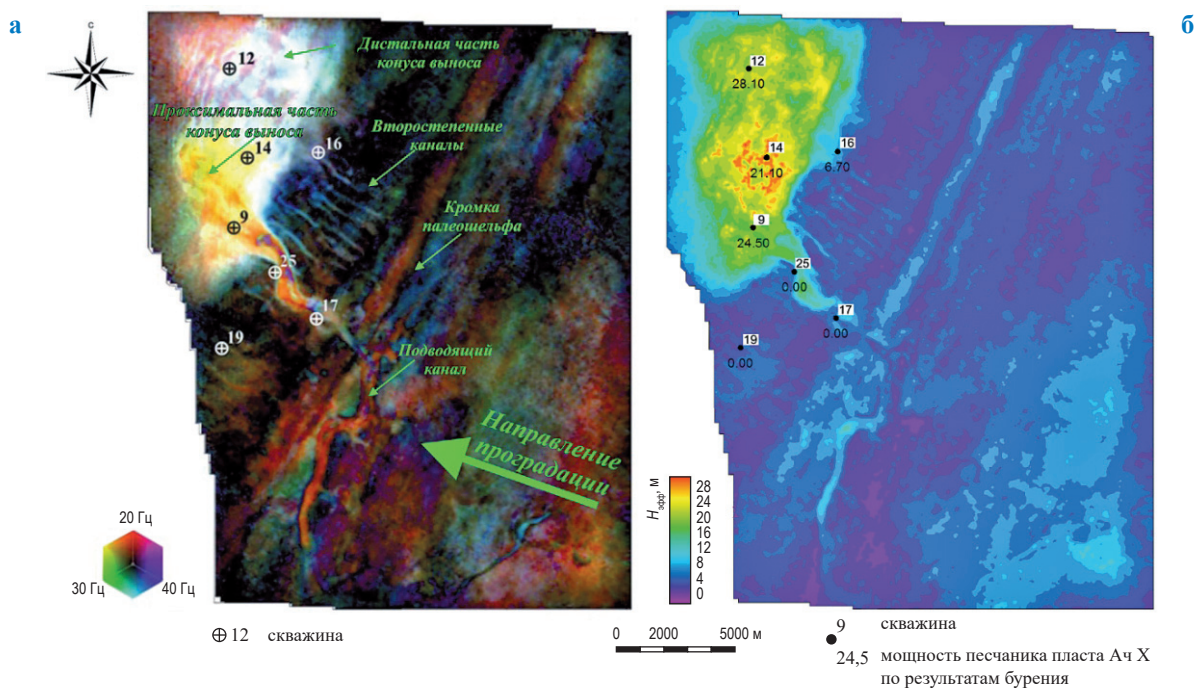 а
б
с
12
Дистальная часть
конуса выноса
Проксимальная часть
конуса выноса
14
16
Второстепенные
каналы
9
Кромка
палеошельфа
25
17
19
Подводящий
канал
Направление
проградации
20 Гц
30 Гц
40 Гц
⊕ 12 скважина
12
28.10
14
21.10
16
6.70
9
24.50
25
0.00
17
0.00
19
0.00
Hэфф, м
28
24
20
16
12
8
4
0
0 2000 5000 м
9 скважина
24,5 мощность песчаника пласта Ач X
по результатам бурения